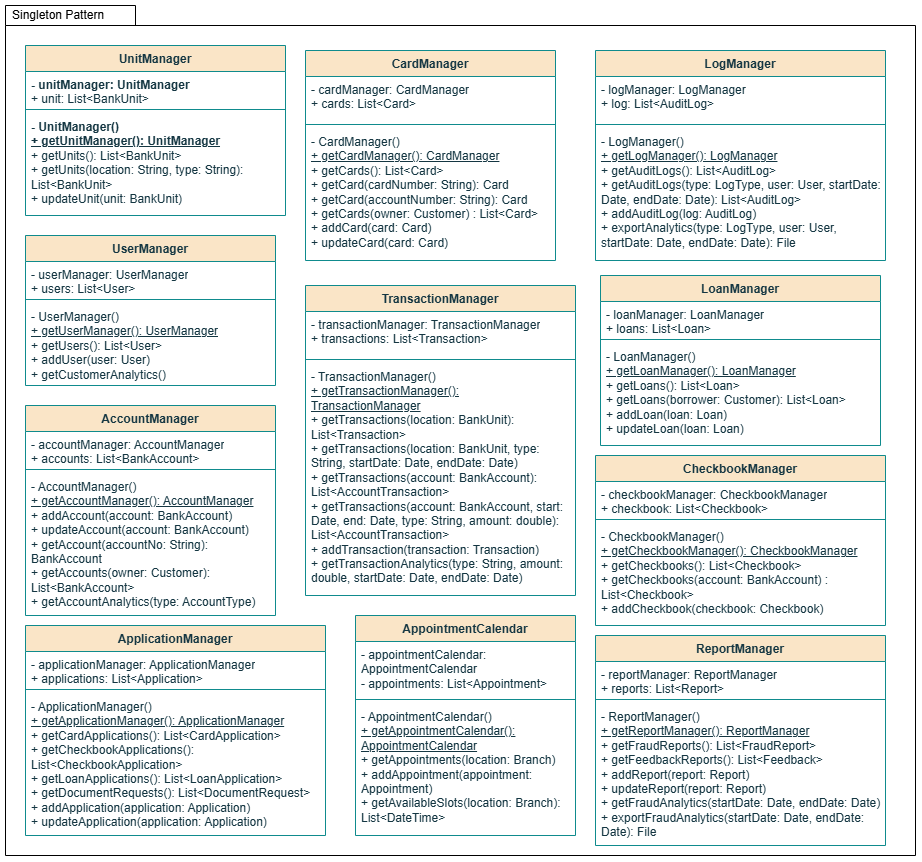 Singleton Pattern
UnitManager
- unitManager: UnitManager
+ unit: List<BankUnit>
- UnitManager()
+ getUnitManager(): UnitManager
+ getUnits(): List<BankUnit>
+ getUnits(location: String, type: String):
List<BankUnit>
+ updateUnit(unit: BankUnit)
CardManager
- cardManager: CardManager
+ cards: List<Card>
- CardManager()
+ getCardManager(): CardManager
+ getCards(): List<Card>
+ getCard(cardNumber: String): Card
+ getCard(accountNumber: String): Card
+ getCards(owner: Customer) : List<Card>
+ addCard(card: Card)
+ updateCard(card: Card)
LogManager
- logManager: LogManager
+ log: List<AuditLog>
- LogManager()
+ getLogManager(): LogManager
+ getAuditLogs(): List<AuditLog>
+ getAuditLogs(type: LogType, user: User, startDate:
Date, endDate: Date): List<AuditLog>
+ addAuditLog(log: AuditLog)
+ exportAnalytics(type: LogType, user: User,
startDate: Date, endDate: Date): File
UserManager
- userManager: UserManager
+ users: List<User>
- UserManager()
+ getUserManager(): UserManager
+ getUsers(): List<User>
+ addUser(user: User)
+ getCustomerAnalytics()
TransactionManager
- transactionManager: TransactionManager
+ transactions: List<Transaction>
- TransactionManager()
+ getTransactionManager():
TransactionManager
+ getTransactions(location: BankUnit):
List<Transaction>
+ getTransactions(location: BankUnit, type:
String, startDate: Date, endDate: Date)
+ getTransactions(account: BankAccount):
List<AccountTransaction>
+ getTransactions(account: BankAccount, start:
Date, end: Date, type: String, amount: double):
List<AccountTransaction>
+ addTransaction(transaction: Transaction)
+ getTransactionAnalytics(type: String, amount:
double, startDate: Date, endDate: Date)
LoanManager
- loanManager: LoanManager
+ loans: List<Loan>
- LoanManager()
+ getLoanManager(): LoanManager
+ getLoans(): List<Loan>
+ getLoans(borrower: Customer): List<Loan>
+ addLoan(loan: Loan)
+ updateLoan(loan: Loan)
AccountManager
- accountManager: AccountManager
+ accounts: List<BankAccount>
- AccountManager()
+ getAccountManager(): AccountManager
+ addAccount(account: BankAccount)
+ updateAccount(account: BankAccount)
+ getAccount(accountNo: String):
BankAccount
+ getAccounts(owner: Customer):
List<BankAccount>
+ getAccountAnalytics(type: AccountType)
CheckbookManager
- checkbookManager: CheckbookManager
+ checkbook: List<Checkbook>
- CheckbookManager()
+ getCheckbookManager(): CheckbookManager
+ getCheckbooks(): List<Checkbook>
+ getCheckbooks(account: BankAccount) :
List<Checkbook>
+ addCheckbook(checkbook: Checkbook)
ApplicationManager
- applicationManager: ApplicationManager
+ applications: List<Application>
- ApplicationManager()
+ getApplicationManager(): ApplicationManager
+ getCardApplications(): List<CardApplication>
+ getCheckbookApplications():
List<CheckbookApplication>
+ getLoanApplications(): List<LoanApplication>
+ getDocumentRequests(): List<DocumentRequest>
+ addApplication(application: Application)
+ updateApplication(application: Application)
AppointmentCalendar
- appointmentCalendar:
AppointmentCalendar
- appointments: List<Appointment>
- AppointmentCalendar()
+ getAppointmentCalendar():
AppointmentCalendar
+ getAppointments(location: Branch)
+ addAppointment(appointment:
Appointment)
+ getAvailableSlots(location: Branch):
List<DateTime>
ReportManager
- reportManager: ReportManager
+ reports: List<Report>
- ReportManager()
+ getReportManager(): ReportManager
+ getFraudReports(): List<FraudReport>
+ getFeedbackReports(): List<Feedback>
+ addReport(report: Report)
+ updateReport(report: Report)
+ getFraudAnalytics(startDate: Date, endDate: Date)
+ exportFraudAnalytics(startDate: Date, endDate:
Date): File